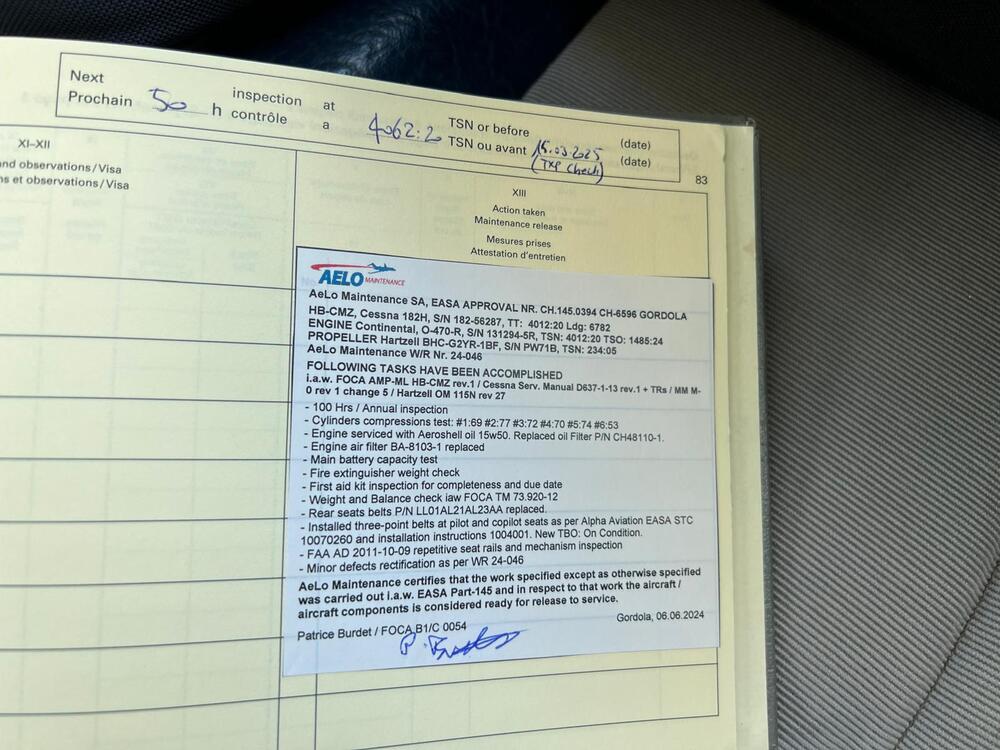 Next
Prochain 50 h
inspection at
contrôle a
4062:20
TSN or before
TSN ou avant
15.03.2025
(TXP check)
(date)
(date)
83
XI–XII
nd observations/Visa
ns et observations/Visa
XIII
Action taken
Maintenance release
Mesures prises
Attestation d'entretien
AELO MAINTENANCE
AeLo Maintenance SA, EASA APPROVAL NR. CH.145.0394 CH-6596 GORDOLA
HB-CMZ, Cessna 182H, S/N 182-56287, TT: 4012:20 Ldg: 6782
ENGINE Continental, O-470-R, S/N 131294-5R, TSN: 4012:20 TSO: 1485:24
PROPELLER Hartzell BHC-G2YR-1BF, S/N PW71B, TSN: 234:05
AeLo Maintenance W/R Nr. 24-046
FOLLOWING TASKS HAVE BEEN ACCOMPLISHED
i.a.w. FOCA AMP-ML HB-CMZ rev.1 / Cessna Serv. Manual D637-1-13 rev.1 + TRs / MM M-
0 rev 1 change 5 / Hartzell OM 115N rev 27
- 100 Hrs / Annual inspection
- Cylinders compressions test: #1:69 #2:77 #3:72 #4:70 #5:74 #6:53
- Engine serviced with Aeroshell oil 15w50. Replaced oil Filter P/N CH48110-1.
- Engine air filter BA-8103-1 replaced
- Main battery capacity test
- Fire extinguisher weight check
- First aid kit inspection for completeness and due date
- Weight and Balance check iaw FOCA TM 73.920-12
- Rear seats belts P/N LL01AL21AL23AA replaced.
- Installed three-point belts at pilot and copilot seats as per Alpha Aviation EASA STC
10070260 and installation instructions 1004001. New TBO: On Condition.
- FAA AD 2011-10-09 repetitive seat rails and mechanism inspection
- Minor defects rectification as per WR 24-046
AeLo Maintenance certifies that the work specified except as otherwise specified
was carried out i.a.w. EASA Part-145 and in respect to that work the aircraft /
aircraft components is considered ready for release to service.
Patrice Burdet / FOCA B1/C 0054
Gordola, 06.06.2024